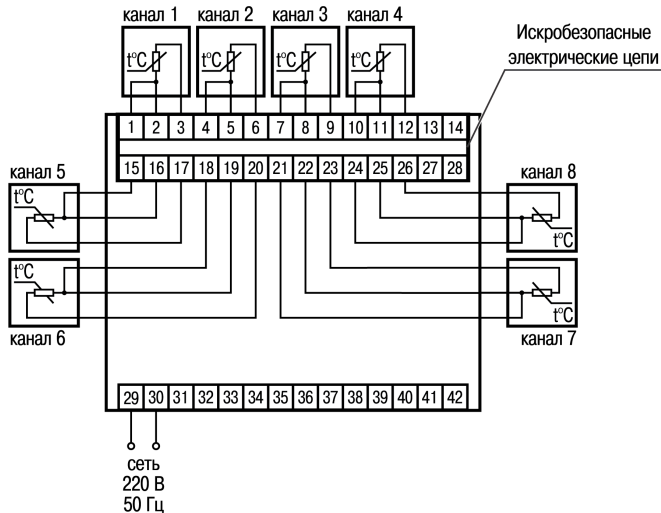 канал 1 канал 2 канал 3 канал 4
Искробезопасные
электрические цепи
t°C t°C t°C t°C
1 2 3 4 5 6 7 8 9 10 11 12 13 14
15 16 17 18 19 20 21 22 23 24 25 26 27 28
канал 5
t°C
канал 8
t°C
t°C
канал 6
t°C
канал 7
29 30 31 32 33 34 35 36 37 38 39 40 41 42
сеть
220 В
50 Гц